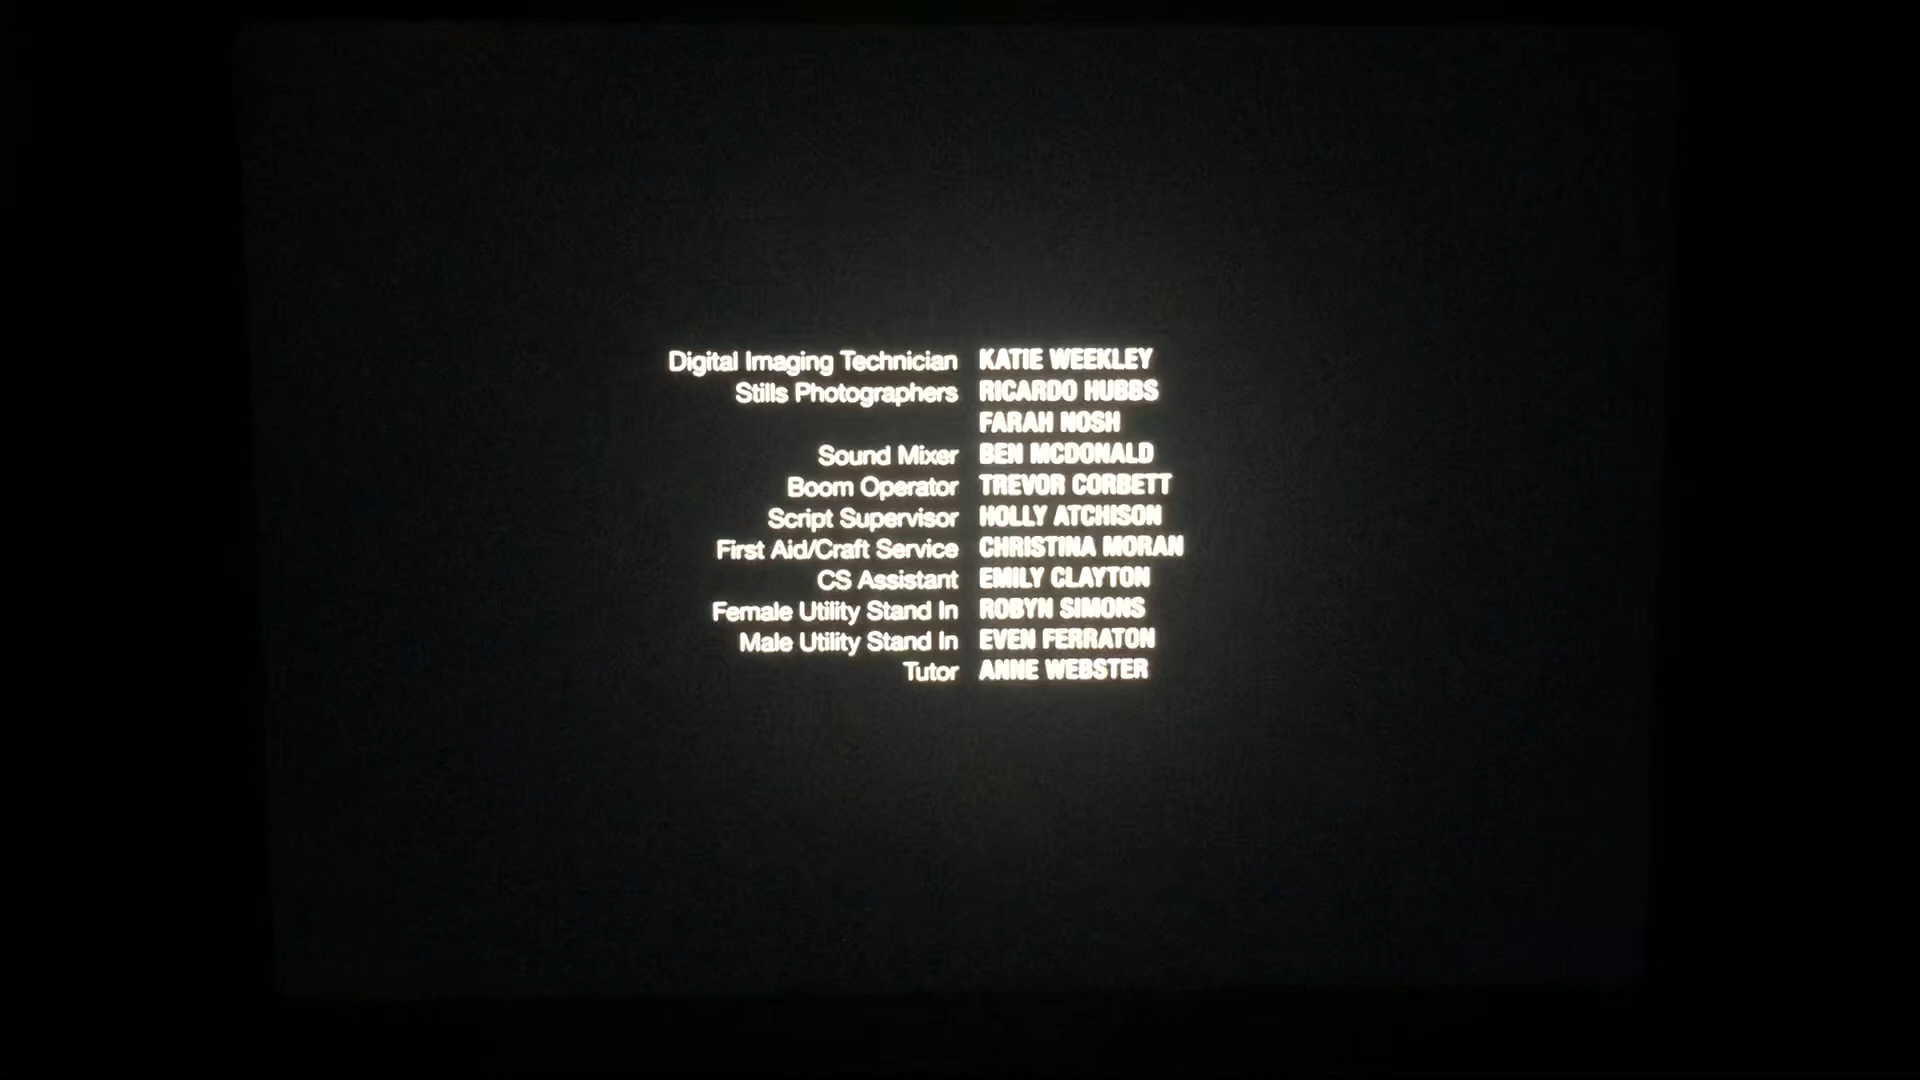 Digital Imaging Technician KATIE WEEKLEY
Stills Photographers RICARDO HUBBS
FARAH NOSH
Sound Mixer BEN MCDONALD
Boom Operator TREVOR CORBETT
Script Supervisor HOLLY ATCHISON
First Aid/Craft Service CHRISTINA MORAN
CS Assistant EMILY CLAYTON
Female Utility Stand In ROBYN SIMONS
Male Utility Stand In EVEN FERRATON
Tutor ANNE WEBSTER